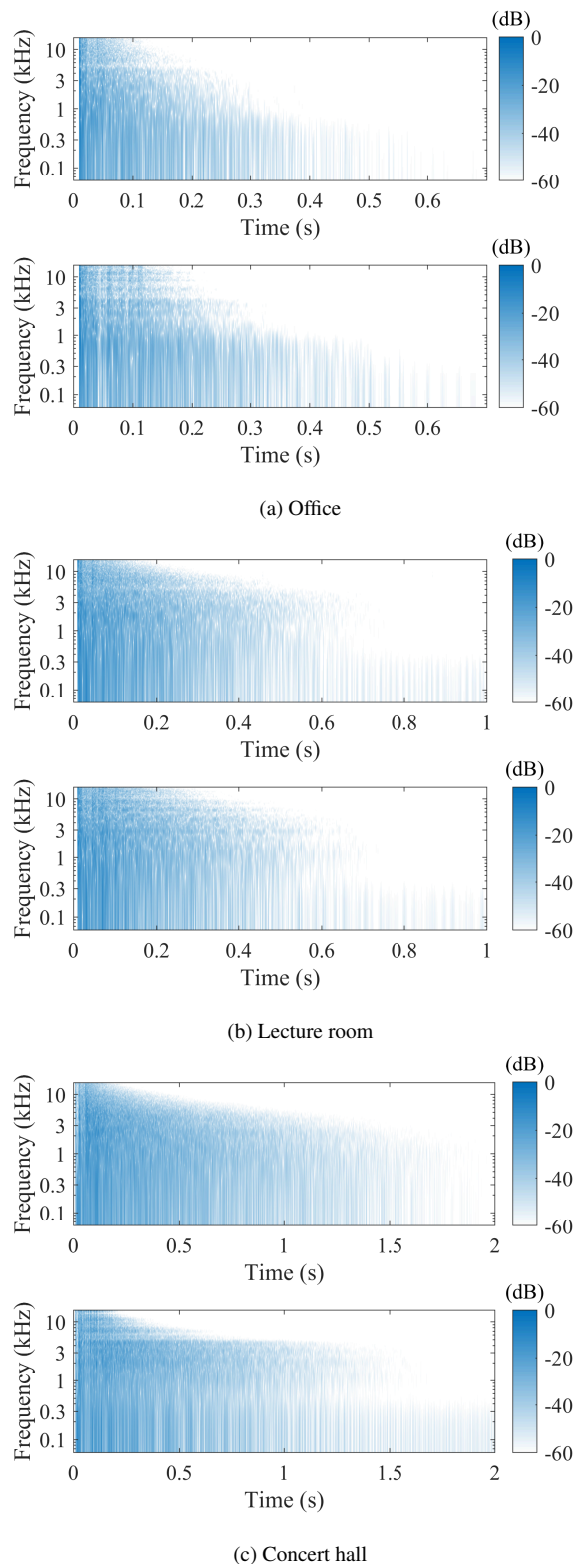 (dB)
10 0
3 -20
1 -40
0.3
0.1 -60
Frequency (kHz)
0 0.1 0.2 0.3 0.4 0.5 0.6
Time (s)
(dB)
10 0
3 -20
1 -40
0.3
0.1 -60
Frequency (kHz)
0 0.1 0.2 0.3 0.4 0.5 0.6
Time (s)
(a) Office
(dB)
10 0
3 -20
1 -40
0.3
0.1 -60
Frequency (kHz)
0 0.2 0.4 0.6 0.8 1
Time (s)
(dB)
10 0
3 -20
1 -40
0.3
0.1 -60
Frequency (kHz)
0 0.2 0.4 0.6 0.8 1
Time (s)
(b) Lecture room
(dB)
10 0
3 -20
1 -40
0.3
0.1 -60
Frequency (kHz)
0 0.5 1 1.5 2
Time (s)
(dB)
10 0
3 -20
1 -40
0.3
0.1 -60
Frequency (kHz)
0 0.5 1 1.5 2
Time (s)
(c) Concert hall